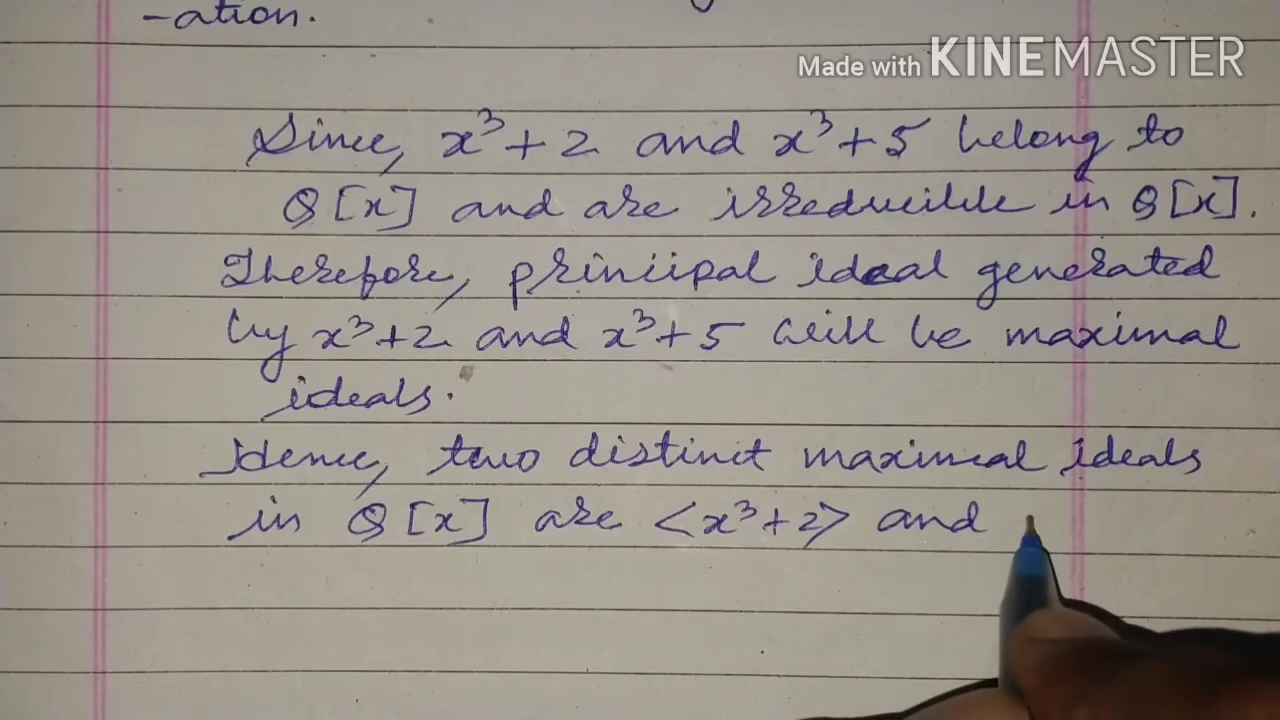 -ation.
Made with KINEMASTER
Since, x³+2 and x³+5 belong to
Q[x] and are irreducible in Q[x].
Therefore, principal ideal generated
by x³+2 and x³+5 will be maximal
ideals.
Hence, two distinct maximal ideals
in Q[x] are <x³+2> and